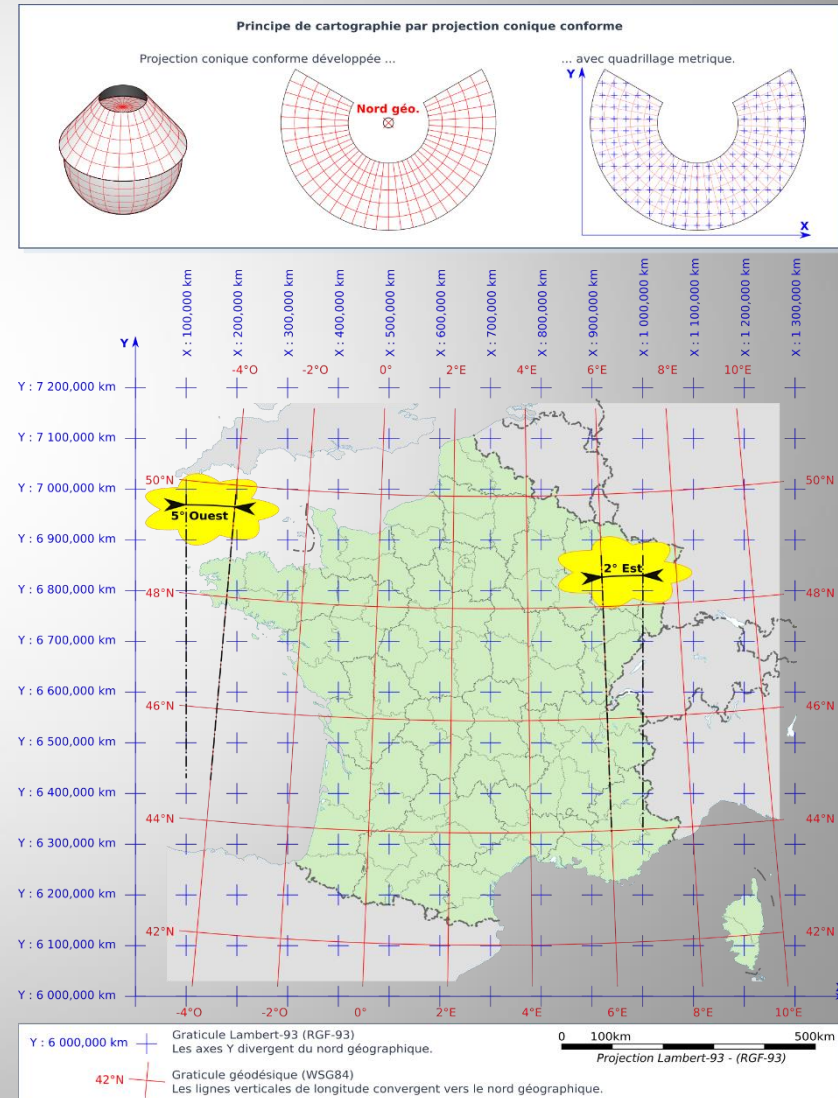 Principe de cartographie par projection conique conforme
Projection conique conforme développée ...
... avec quadrillage metrique.
Nord géo.
Y
X
X : 100,000 km
X : 200,000 km
X : 300,000 km
X : 400,000 km
X : 500,000 km
X : 600,000 km
X : 700,000 km
X : 800,000 km
X : 900,000 km
X : 1 000,000 km
X : 1 100,000 km
X : 1 200,000 km
X : 1 300,000 km
Y
-4°O
-2°O
0°E
2°E
4°E
6°E
8°E
10°E
Y : 7 200,000 km
Y : 7 100,000 km
50°N
50°N
Y : 7 000,000 km
5° Ouest
Y : 6 900,000 km
2° Est
Y : 6 800,000 km
48°N
48°N
Y : 6 700,000 km
Y : 6 600,000 km
46°N
46°N
Y : 6 500,000 km
Y : 6 400,000 km
44°N
44°N
Y : 6 300,000 km
Y : 6 200,000 km
42°N
42°N
Y : 6 100,000 km
Y : 6 000,000 km
-4°O
-2°O
0°E
2°E
4°E
6°E
8°E
10°E
Y : 6 000,000 km
Graticule Lambert-93 (RGF-93)
Les axes Y divergent du nord géographique.
0 100km 500km
Projection Lambert-93 - (RGF-93)
42°N
Graticule géodésique (WSG84)
Les lignes verticales de longitude convergent vers le nord géographique.